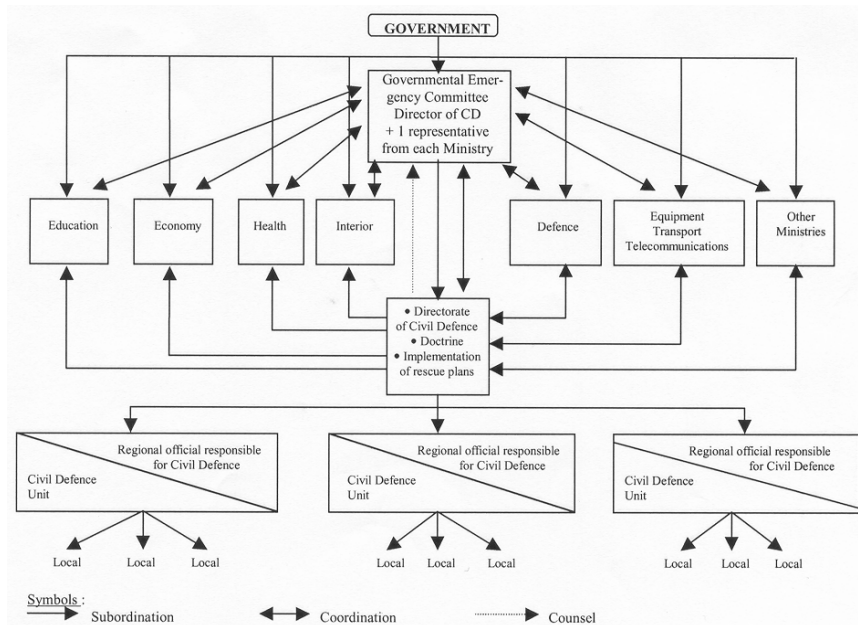 GOVERNMENT
Governmental Emer-
gency Committee
Director of CD
+ 1 representative
from each Ministry
Education
Economy
Health
Interior
Defence
Equipment
Transport
Telecommunications
Other
Ministries
• Directorate
of Civil Defence
• Doctrine
• Implementation
of rescue plans
Regional official responsible
for Civil Defence
Civil Defence
Unit
Regional official responsible
for Civil Defence
Civil Defence
Unit
Regional official responsible
for Civil Defence
Civil Defence
Unit
Local
Local
Local
Local
Local
Local
Local
Local
Local
Symbols :
Subordination
Coordination
Counsel